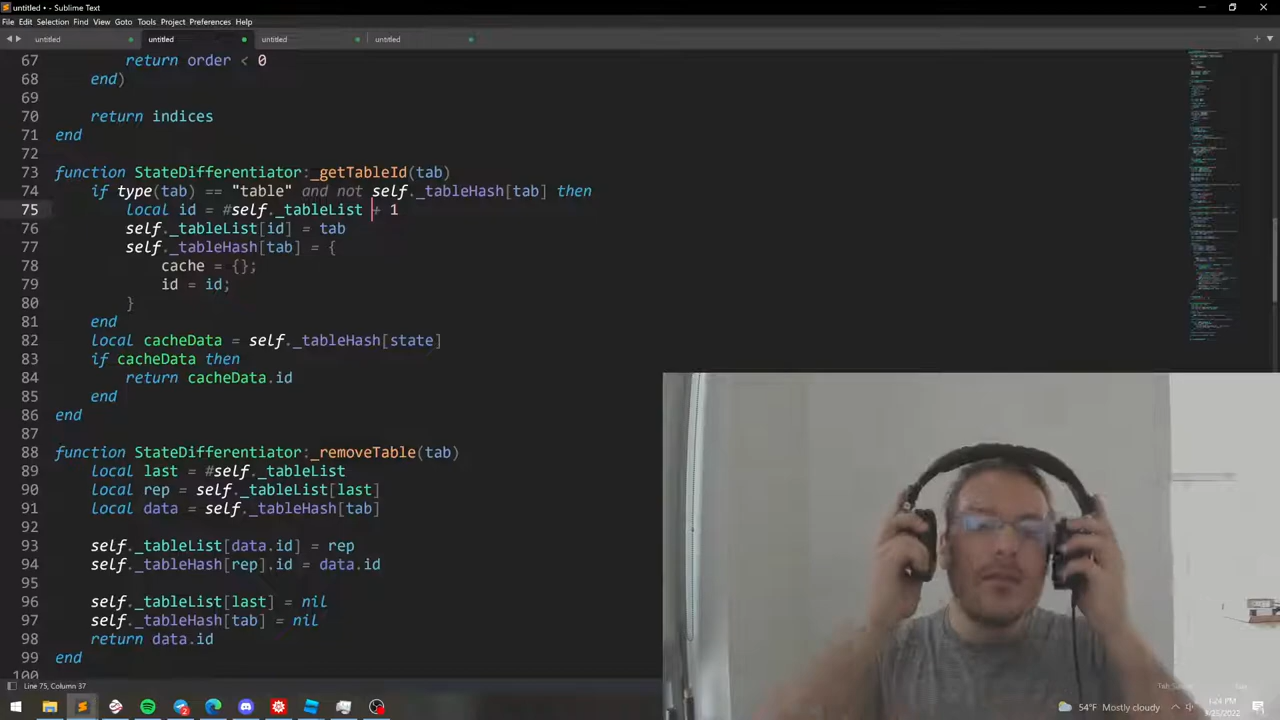 untitled • - Sublime Text
File Edit Selection Find View Goto Tools Project Preferences Help
untitled untitled untitled untitled
67 return order < 0
68 end)
69
70 return indices
71 end
72
73 function StateDifferentiator:_getTableId(tab)
74 if type(tab) == "table" and not self._tableHash[tab] then
75 local id = #self._tableList + 1
76 self._tableList[id] = tab
77 self._tableHash[tab] = {
78 cache = {};
79 id = id;
80 }
81 end
82 local cacheData = self._tableHash[state]
83 if cacheData then
84 return cacheData.id
85 end
86 end
87
88 function StateDifferentiator:_removeTable(tab)
89 local last = #self._tableList
90 local rep = self._tableList[last]
91 local data = self._tableHash[tab]
92
93 self._tableList[data.id] = rep
94 self._tableHash[rep].id = data.id
95
96 self._tableList[last] = nil
97 self._tableHash[tab] = nil
98 return data.id
99 end
100
Line 75, Column 37
54°F Mostly cloudy
1:24 PM